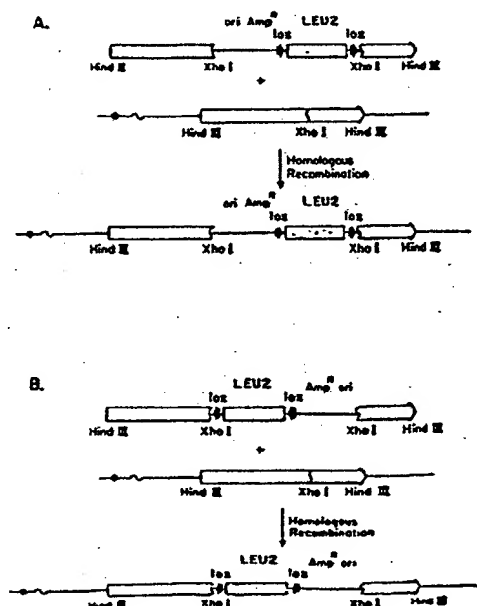 A.
ori Amp^R lox LEU2 lox
Hind III Xho I Xho I Hind III
+
Hind III Xho I Hind III
Homologous
Recombination
ori Amp^R lox LEU2 lox
Hind III Xho I Xho I Hind III
B.
lox LEU2 lox Amp^R ori
Hind III Xho I Xho I Hind III
+
Hind III Xho I Hind III
Homologous
Recombination
lox LEU2 lox Amp^R ori
Hind III Xho I Xho I Hind III